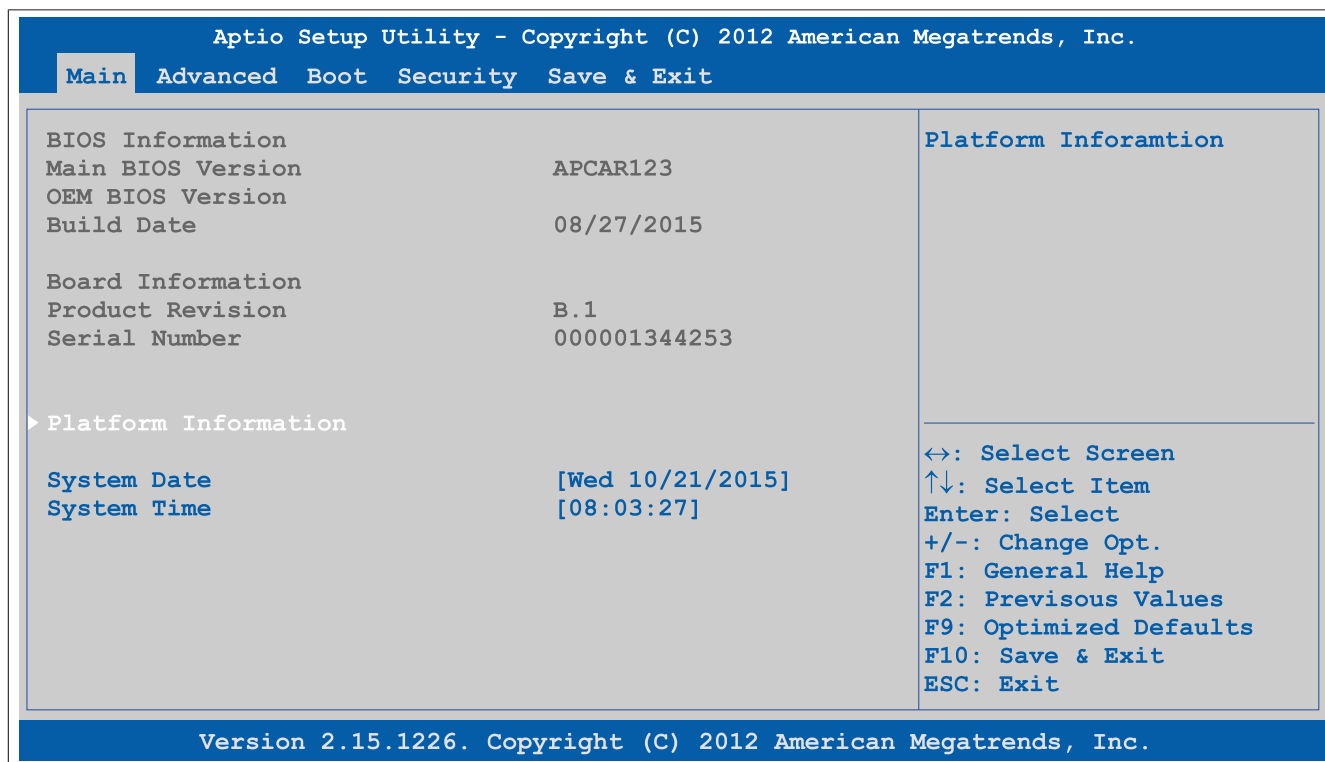 Aptio Setup Utility - Copyright (C) 2012 American Megatrends, Inc.
Main Advanced Boot Security Save & Exit
BIOS Information
Main BIOS Version APCAR123
OEM BIOS Version
Build Date 08/27/2015
Board Information
Product Revision B.1
Serial Number 000001344253
Platform Information
System Date [Wed 10/21/2015]
System Time [08:03:27]
Platform Inforamtion
↔: Select Screen
↑↓: Select Item
Enter: Select
+/-: Change Opt.
F1: General Help
F2: Previsous Values
F9: Optimized Defaults
F10: Save & Exit
ESC: Exit
Version 2.15.1226. Copyright (C) 2012 American Megatrends, Inc.